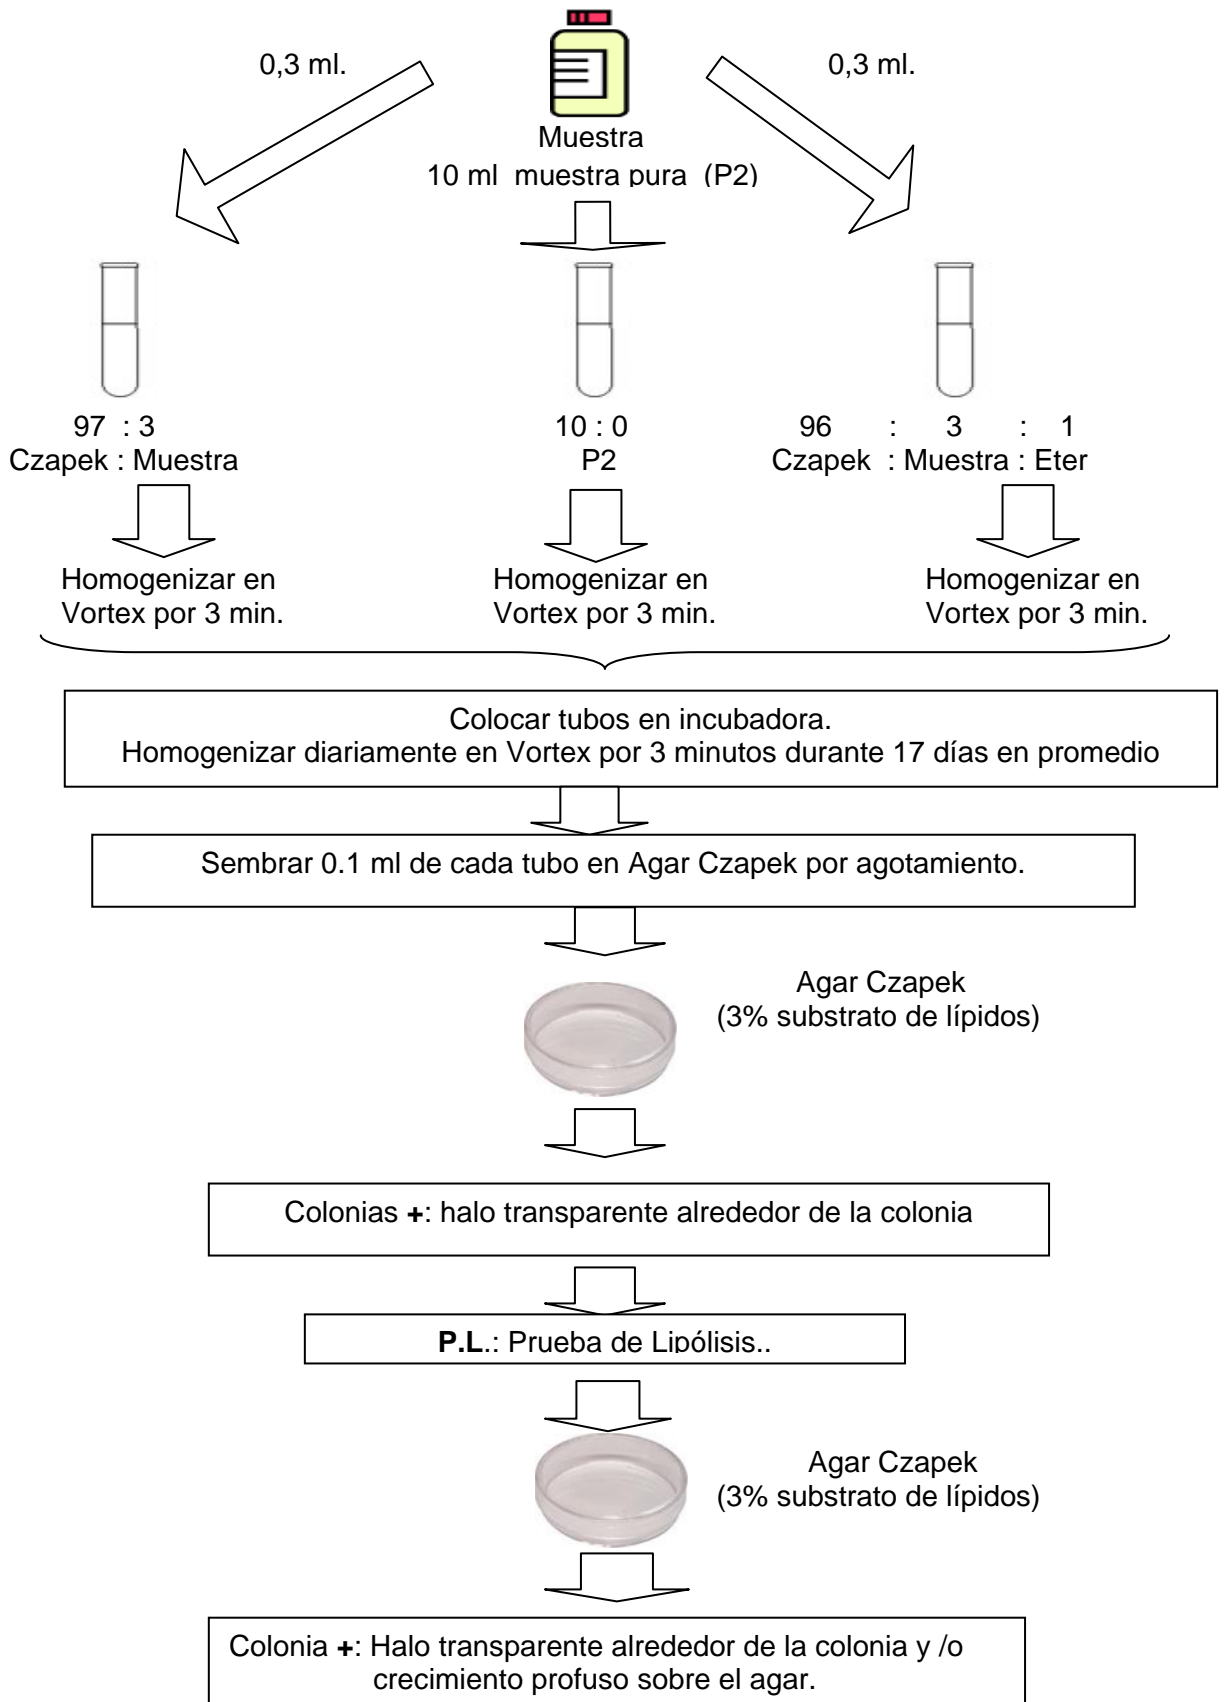 0,3 ml.
0,3 ml.
Muestra
10 ml muestra pura (P2)
97 : 3
Czapek : Muestra
10 : 0
P2
96 : 3 : 1
Czapek : Muestra : Eter
Homogenizar en
Vortex por 3 min.
Homogenizar en
Vortex por 3 min.
Homogenizar en
Vortex por 3 min.
Colocar tubos en incubadora.
Homogenizar diariamente en Vortex por 3 minutos durante 17 días en promedio
Sembrar 0.1 ml de cada tubo en Agar Czapek por agotamiento.
Agar Czapek
(3% substrato de lípidos)
Colonias +: halo transparente alrededor de la colonia
P.L.: Prueba de Lipólisis..
Agar Czapek
(3% substrato de lípidos)
Colonia +: Halo transparente alrededor de la colonia y /o
crecimiento profuso sobre el agar.